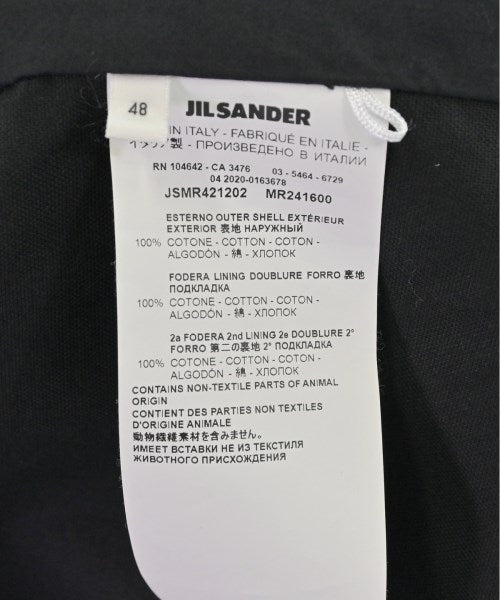 48
JIL SANDER
IN ITALY - FABRIQUÉ EN ITALIE -
イタリア製 - ПРОИЗВЕДЕНО В ИТАЛИИ
RN 104642 - CA 3476 03 - 5464 - 6729
04 2020-0163678
JSMR421202 MR241600
ESTERNO OUTER SHELL EXTÉRIEUR
EXTERIOR 表地 НАРУЖНЫЙ
100% COTONE - COTTON - COTON -
ALGODÓN - 綿 - ХЛОПОК
FODERA LINING DOUBLURE FORRO 裏地
ПОДКЛАДКА
100% COTONE - COTTON - COTON -
ALGODÓN - 綿 - ХЛОПОК
2a FODERA 2nd LINING 2e DOUBLURE 2°
FORRO 第二の裏地 2° ПОДКЛАДКА
100% COTONE - COTTON - COTON -
ALGODÓN - 綿 - ХЛОПОК
CONTAINS NON-TEXTILE PARTS OF ANIMAL
ORIGIN
CONTIENT DES PARTIES NON TEXTILES
D'ORIGINE ANIMALE
動物繊維素材を含みません。
ИМЕЕТ ВСТАВКИ НЕ ИЗ ТЕКСТИЛЯ
ЖИВОТНОГО ПРОИСХОЖДЕНИЯ